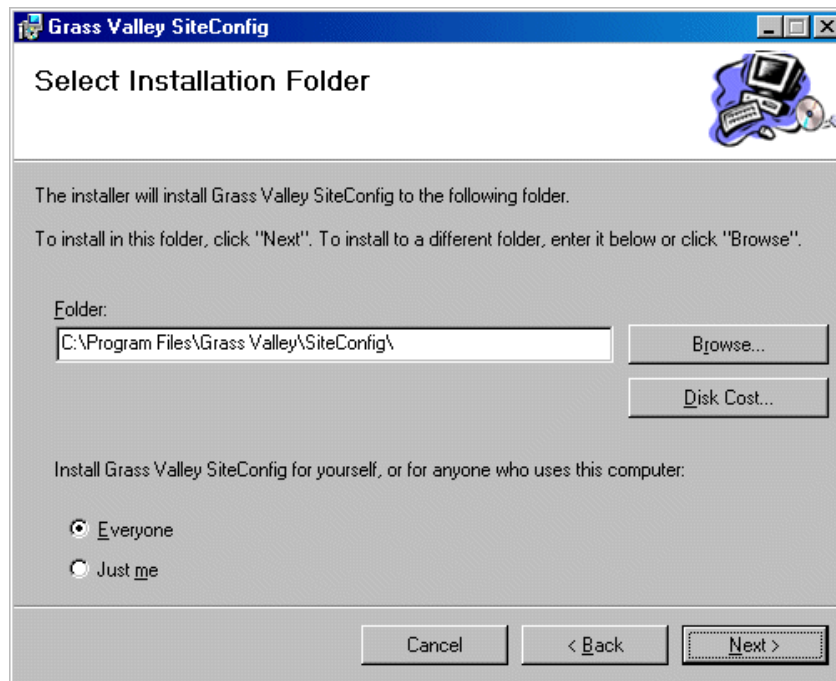 Grass Valley SiteConfig
Select Installation Folder
The installer will install Grass Valley SiteConfig to the following folder.
To install in this folder, click "Next". To install to a different folder, enter it below or click "Browse".
Folder:
C:\Program Files\Grass Valley\SiteConfig\
Browse...
Disk Cost...
Install Grass Valley SiteConfig for yourself, or for anyone who uses this computer:
Everyone
Just me
Cancel
< Back
Next >